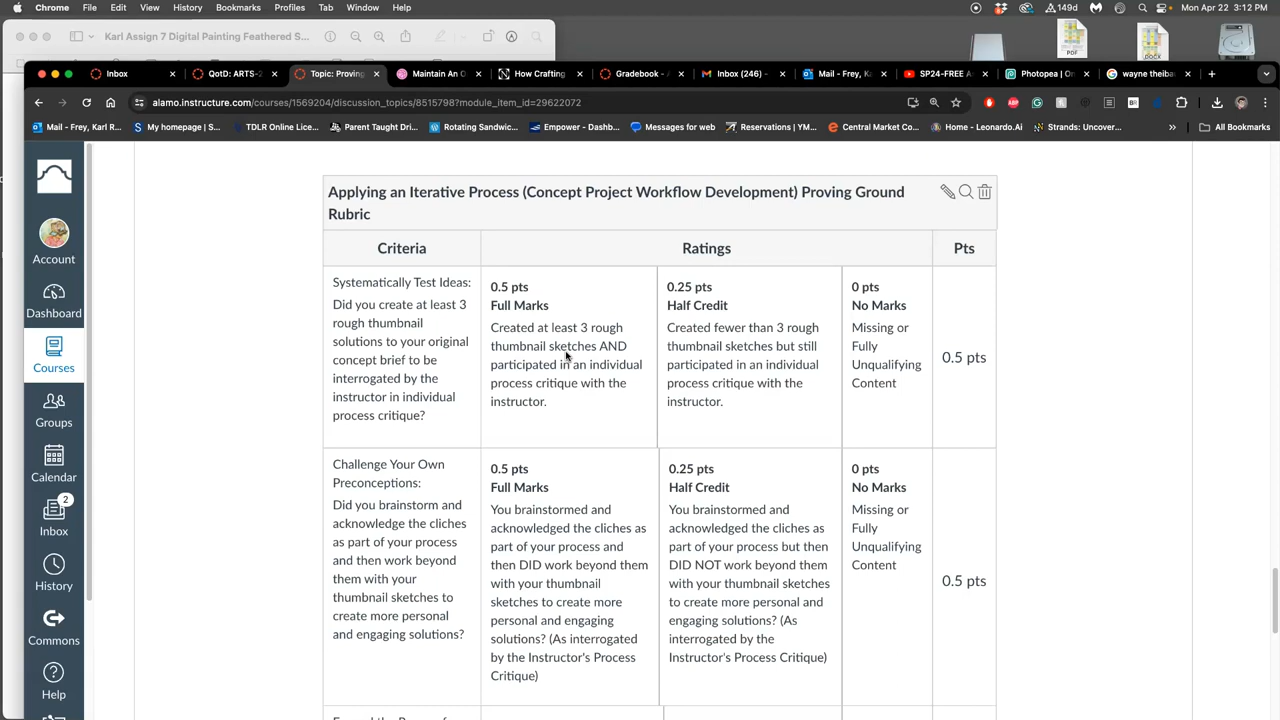 Chrome File Edit View History Bookmarks Profiles Tab Window Help
149d
Mon Apr 22 3:12 PM
Karl Assign 7 Digital Painting Feathered S...
PDF
DOCX
Inbox
QotD: ARTS-2
Topic: Proving
Maintain An O
How Crafting
Gradebook -
Inbox (246) -
Mail - Frey, Ka
SP24-FREE A
Photopea | On
wayne theiba
alamo.instructure.com/courses/1569204/discussion_topics/8515798?module_item_id=29622072
Mail - Frey, Karl R...
My homepage | S...
TDLR Online Lice...
Parent Taught Dri...
Rotating Sandwic...
Empower - Dashb...
Messages for web
Reservations | YM...
Central Market Co...
Home - Leonardo.Ai
Strands: Uncover...
»
All Bookmarks
Account
Dashboard
Courses
Groups
Calendar
2
Inbox
History
Commons
Help
Applying an Iterative Process (Concept Project Workflow Development) Proving Ground
Rubric
Criteria
Ratings
Pts
Systematically Test Ideas:
Did you create at least 3
rough thumbnail
solutions to your original
concept brief to be
interrogated by the
instructor in individual
process critique?
0.5 pts
Full Marks
Created at least 3 rough
thumbnail sketches AND
participated in an individual
process critique with the
instructor.
0.25 pts
Half Credit
Created fewer than 3 rough
thumbnail sketches but still
participated in an individual
process critique with the
instructor.
0 pts
No Marks
Missing or
Fully
Unqualifying
Content
0.5 pts
Challenge Your Own
Preconceptions:
Did you brainstorm and
acknowledge the cliches
as part of your process
and then work beyond
them with your
thumbnail sketches to
create more personal
and engaging solutions?
0.5 pts
Full Marks
You brainstormed and
acknowledged the cliches as
part of your process and
then DID work beyond them
with your thumbnail
sketches to create more
personal and engaging
solutions? (As interrogated
by the Instructor's Process
Critique)
0.25 pts
Half Credit
You brainstormed and
acknowledged the cliches as
part of your process but then
DID NOT work beyond them
with your thumbnail sketches
to create more personal and
engaging solutions? (As
interrogated by the
Instructor's Process Critique)
0 pts
No Marks
Missing or
Fully
Unqualifying
Content
0.5 pts